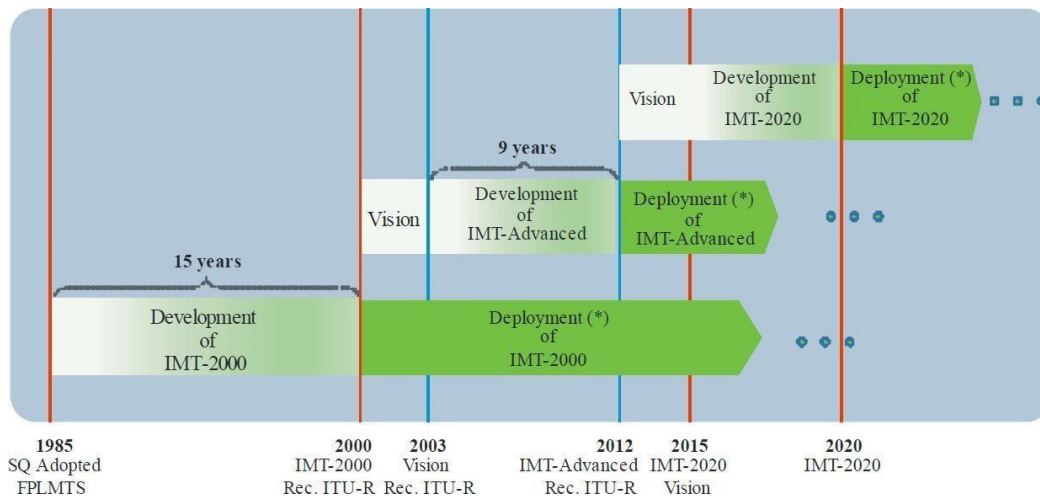 Vision
Development
of
IMT-2020
Deployment (*)
of
IMT-2020
9 years
Vision
Development
of
IMT-Advanced
Deployment (*)
of
IMT-Advanced
15 years
Development
of
IMT-2000
Deployment (*)
of
IMT-2000
1985
SQ Adopted
FPLMTS
2000
IMT-2000
Rec. ITU-R
2003
Vision
Rec. ITU-R
2012
IMT-Advanced
Rec. ITU-R
2015
IMT-2020
Vision
2020
IMT-2020